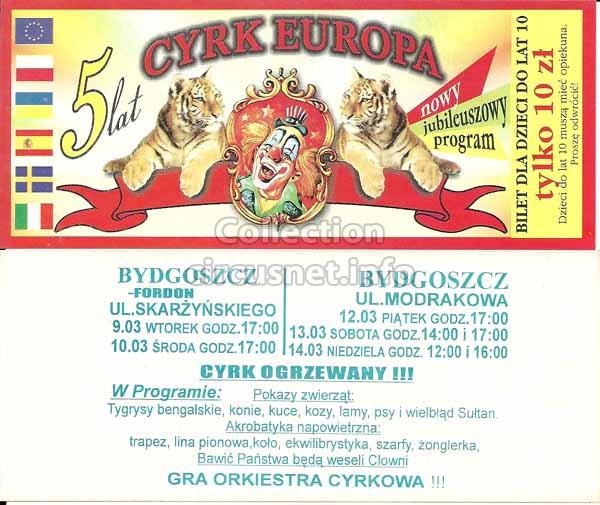 CYRK EUROPA
5 lat
nowy
jubileuszowy
program
BILET DLA DZIECI DO LAT 10
tylko 10 zł
Dzieci do lat 10 muszą mieć opiekuna.
Proszę odwrócić!
Collection
circusnet.info
BYDGOSZCZ
-FORDON
UL.SKARŻYŃSKIEGO
9.03 WTOREK GODZ.17:00
10.03 ŚRODA GODZ.17:00
BYDGOSZCZ
UL.MODRAKOWA
12.03 PIĄTEK GODZ.17:00
13.03 SOBOTA GODZ.14:00 i 17:00
14.03 NIEDZIELA GODZ. 12:00 i 16:00
CYRK OGRZEWANY !!!
W Programie: Pokazy zwierząt:
Tygrysy bengalskie, konie, kuce, kozy, lamy, psy i wielbłąd Sułtan.
Akrobatyka napowietrzna:
trapez, lina pionowa,koło, ekwilibrystyka, szarfy, żonglerka,
Bawić Państwa będą weseli Clowni
GRA ORKIESTRA CYRKOWA !!!